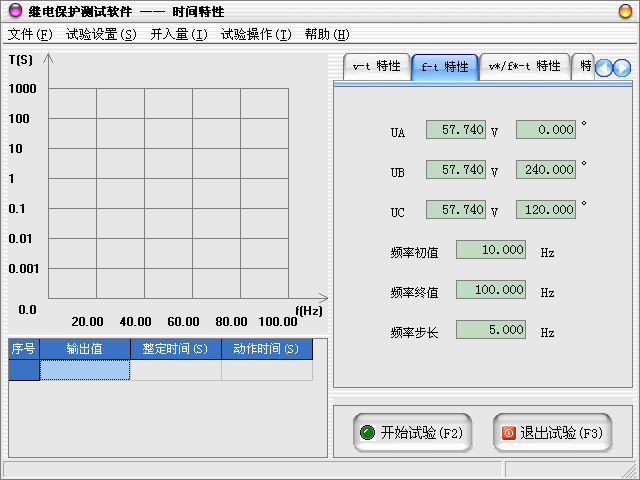 继电保护测试软件 —— 时间特性
文件(F) 试验设置(S) 开入量(I) 试验操作(T) 帮助(H)
T(S)
1000
100
10
1
0.1
0.01
0.001
0.0
20.00 40.00 60.00 80.00 100.00
f(Hz)
序号 输出值 整定时间(S) 动作时间(S)
v-t 特性 f-t 特性 v*/f*-t 特性 特
UA 57.740 V 0.000 °
UB 57.740 V 240.000 °
UC 57.740 V 120.000 °
频率初值 10.000 Hz
频率终值 100.000 Hz
频率步长 5.000 Hz
开始试验(F2) 退出试验(F3)